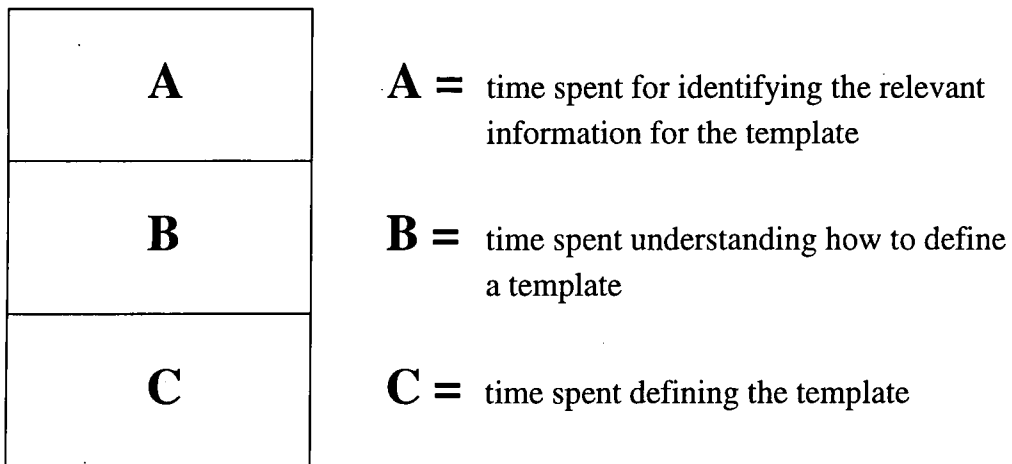 A
A = time spent for identifying the relevant
information for the template
B
B = time spent understanding how to define
a template
C
C = time spent defining the template